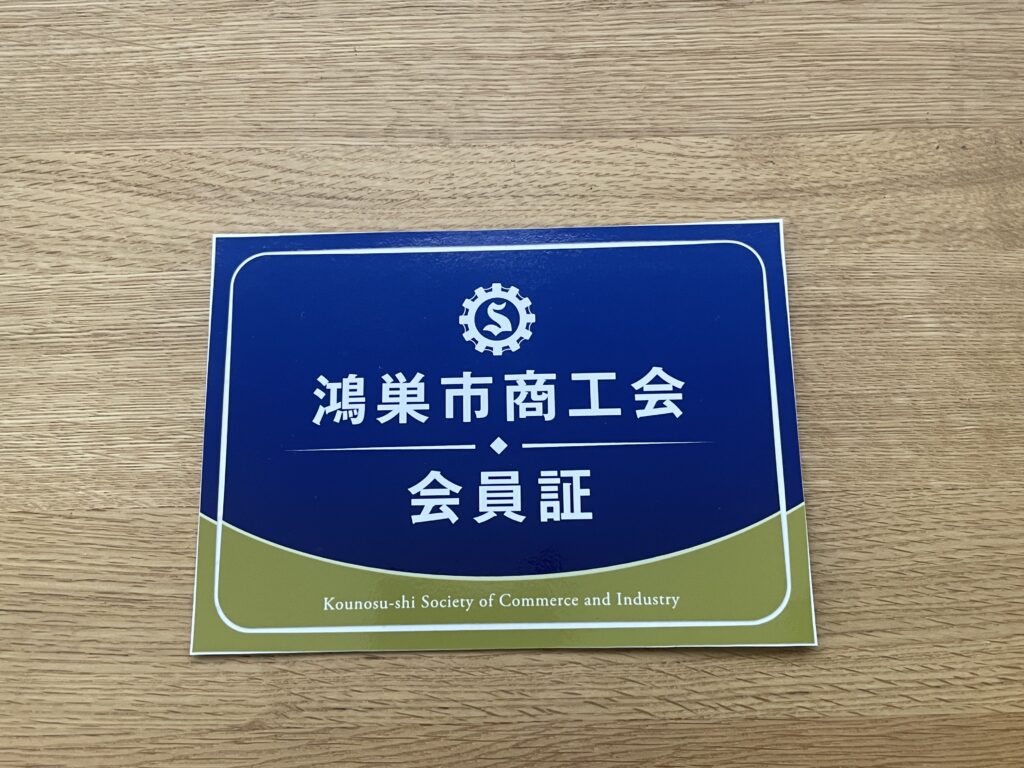 S
鴻巣市商工会
会員証
Kounosu-shi Society of Commerce and Industry